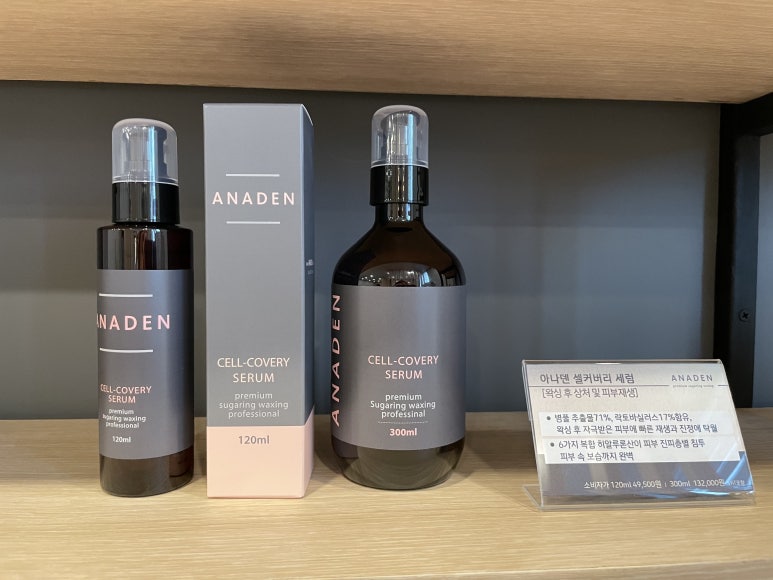 ANADEN
CELL-COVERY
SERUM
premium
sugaring waxing
professional
120ml
ANADEN
CELL-COVERY
SERUM
premium
sugaring waxing
professional
120ml
ANADEN
CELL-COVERY
SERUM
premium
Sugaring waxing
professinal
300ml
아나덴 셀커버리 세럼
ANADEN
[왁싱 후 상처 및 피부재생]
• 병풀 추출물71%, 락토바실러스17%함유,
왁싱 후 자극받은 피부에 빠른 재생과 진정에 탁월
• 6가지 복합 히알루론산이 피부 진피층별 침투
피부 속 보습까지 완벽
소비자가 120ml 49,500원 : 300ml 132,000원